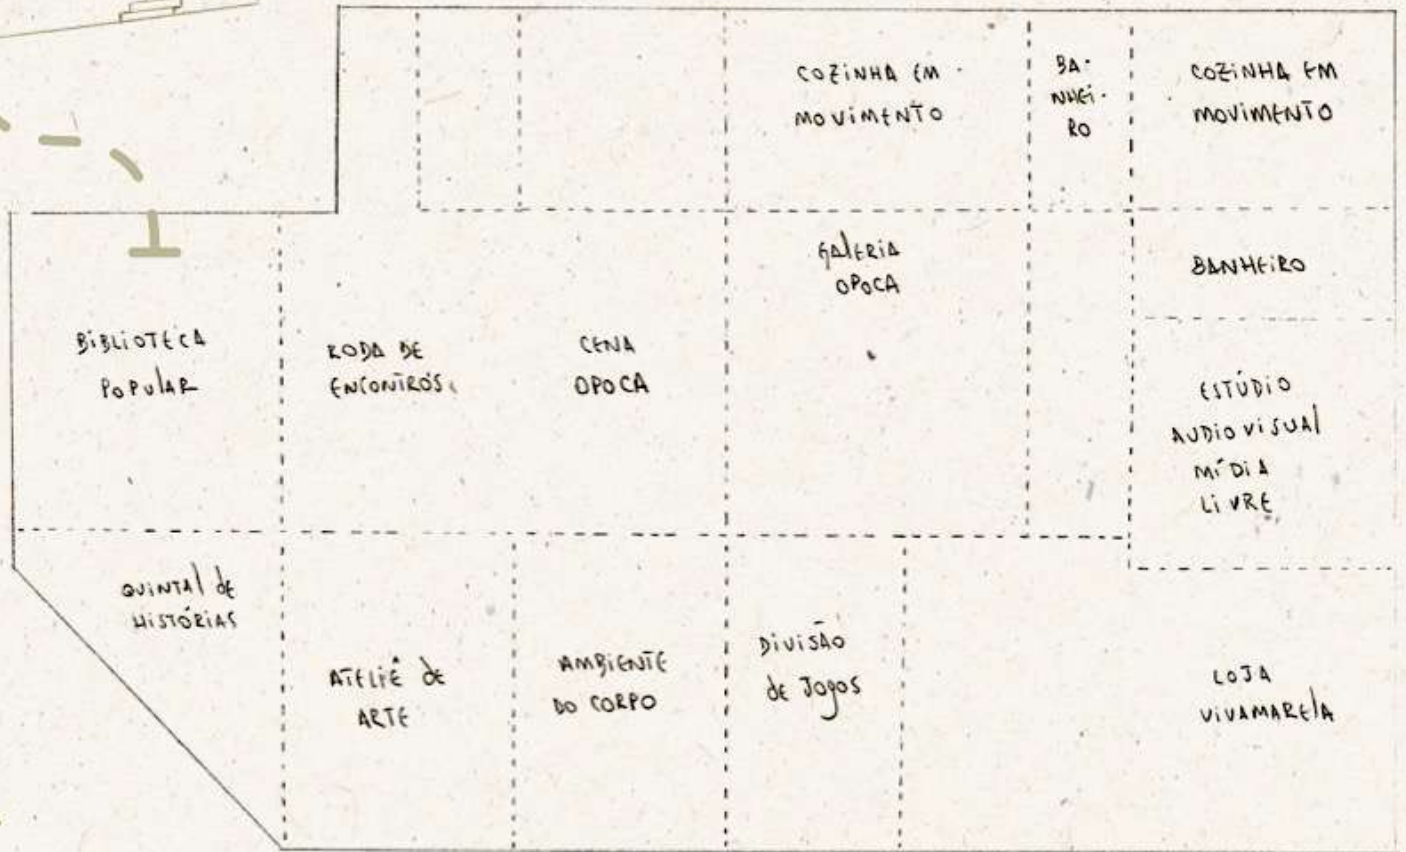 COZINHA EM
MOVIMENTO
BA-
NHEI-
RO
COZINHA EM
MOVIMENTO
GALERIA
OPOCA
BANHEIRO
BIBLIOTECA
POPULAR
RODA DE
ENCONTROS
CENA
OPOCA
ESTÚDIO
AUDIOVISUAL
MÍDIA
LIVRE
QUINTAL DE
HISTÓRIAS
ATELIÊ DE
ARTE
AMBIENTE
DO CORPO
DIVISÃO
DE JOGOS
LOJA
VIVAMARELA